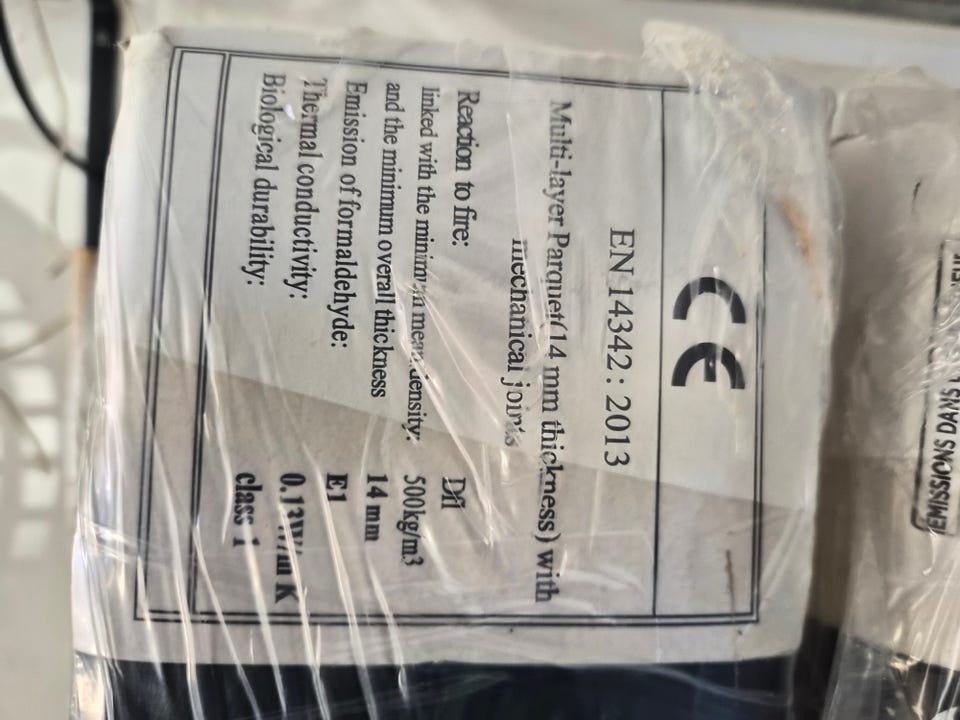 CE
EN 14342 : 2013
Multi-layer Parquet(14 mm thickness) with
mechanical joints
Reaction to fire: Dfl
linked with the minimum mean density: 500kg/m3
and the minimum overall thickness 14 mm
Emission of formaldehyde: E1
Thermal conductivity: K
Biological durability: class 1
EMISSIONS DANS